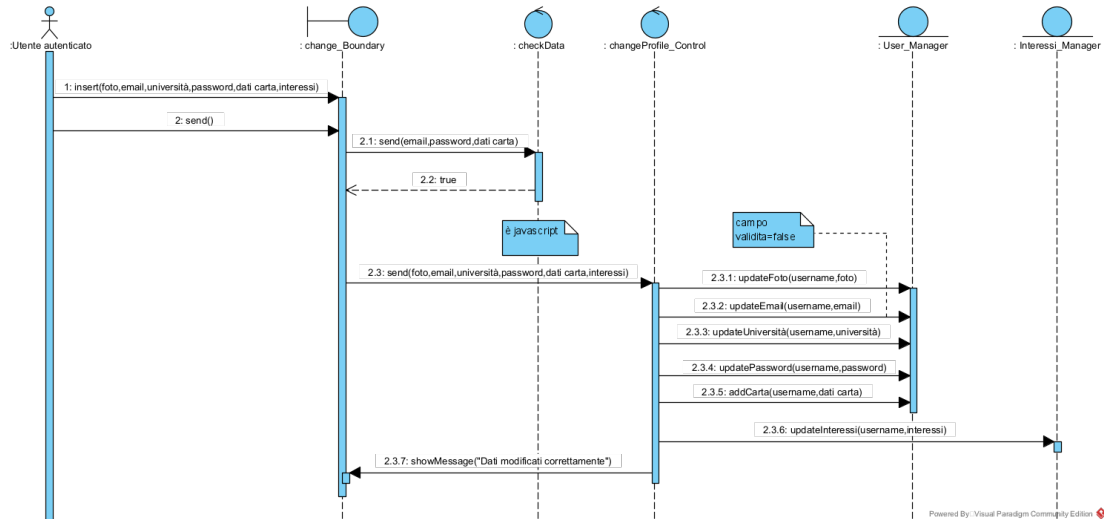 :Utente autenticato
: change_Boundary
: checkData
: changeProfile_Control
: User_Manager
: Interessi_Manager
1: insert(foto,email,università,password,dati carta,interessi)
2: send()
2.1: send(email,password,dati carta)
2.2: true
è javascript
campo
validita=false
2.3: send(foto,email,università,password,dati carta,interessi)
2.3.1: updateFoto(username,foto)
2.3.2: updateEmail(username,email)
2.3.3: updateUniversità(username,università)
2.3.4: updatePassword(username,password)
2.3.5: addCarta(username,dati carta)
2.3.6: updateInteressi(username,interessi)
2.3.7: showMessage("Dati modificati correttamente")
Powered By Visual Paradigm Community Edition